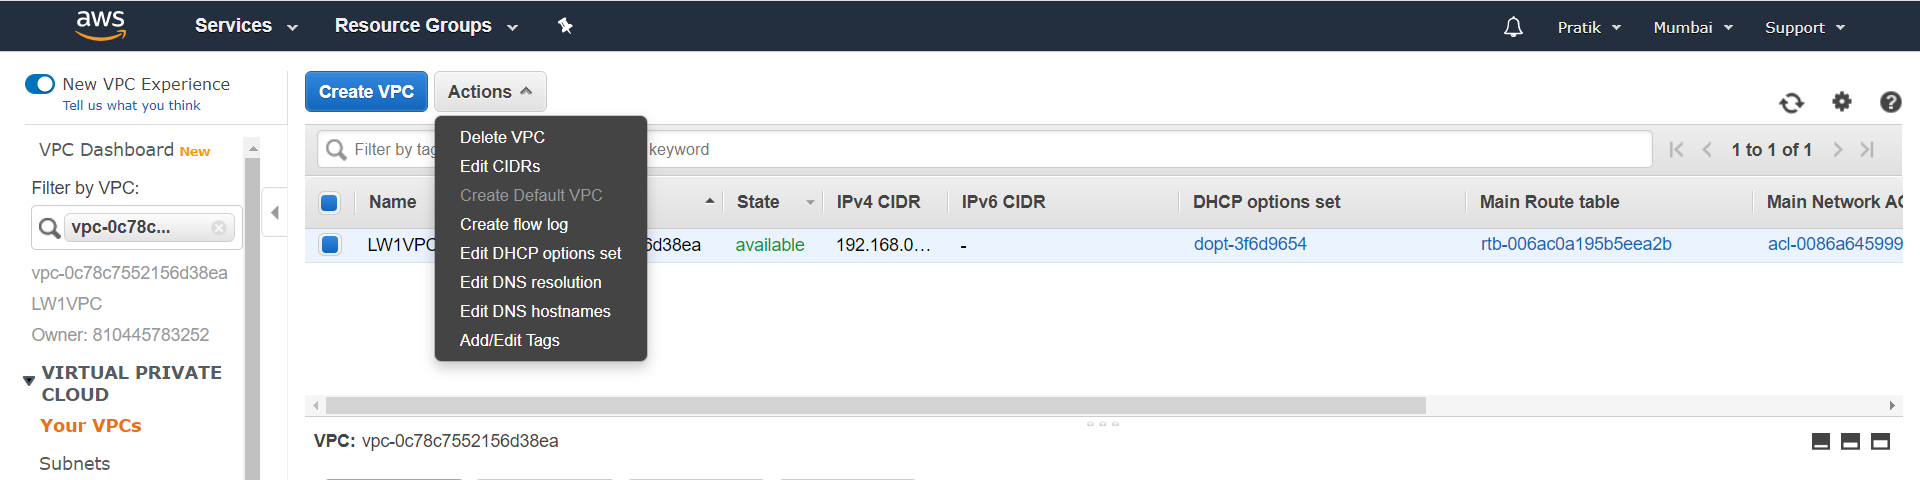 aws Services Resource Groups Pratik Mumbai Support
New VPC Experience
Tell us what you think
Create VPC Actions
VPC Dashboard New
Filter by VPC:
vpc-0c78c...
vpc-0c78c7552156d38ea
LW1VPC
Owner: 810445783252
VIRTUAL PRIVATE
CLOUD
Your VPCs
Subnets
Delete VPC
Edit CIDRs
Create Default VPC
Create flow log
Edit DHCP options set
Edit DNS resolution
Edit DNS hostnames
Add/Edit Tags
Filter by tag keyword 1 to 1 of 1
Name State IPv4 CIDR IPv6 CIDR DHCP options set Main Route table Main Network AC
LW1VPC 6d38ea available 192.168.0… - dopt-3f6d9654 rtb-006ac0a195b5eea2b acl-0086a645999
VPC: vpc-0c78c7552156d38ea